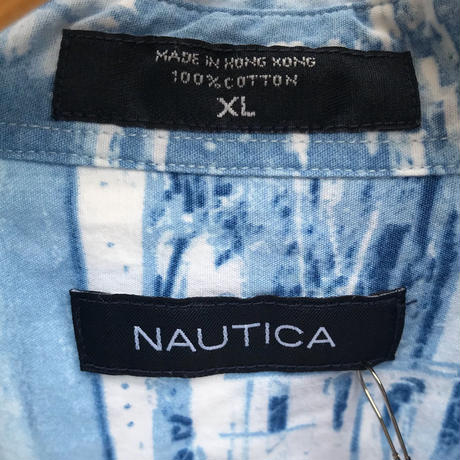 MADE IN HONG KONG
100% COTTON
XL
NAUTICA